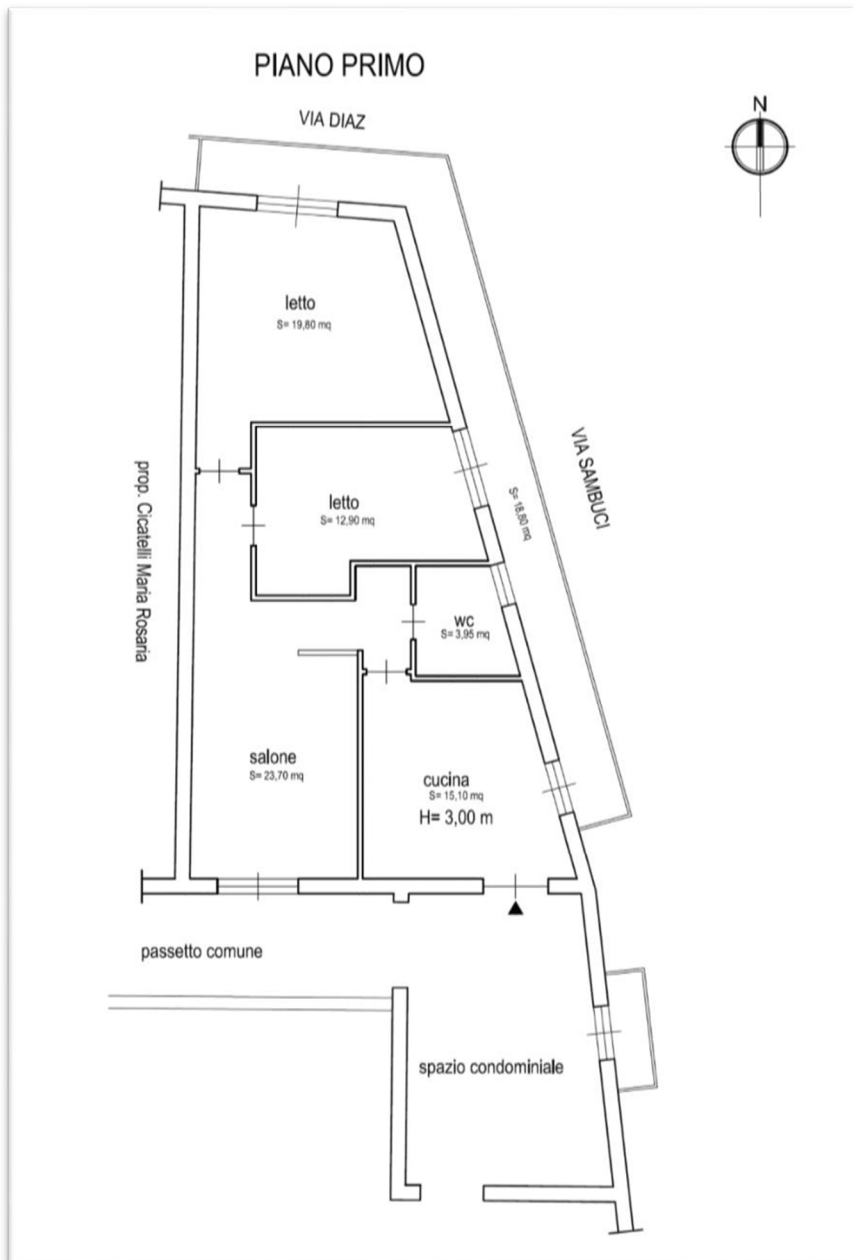 PIANO PRIMO
VIA DIAZ
N
letto
S= 19,80 mq
VIA SAMBUCI
S= 18,80 mq
prop. Cicatelli Maria Rosaria
letto
S= 12,90 mq
WC
S= 3,95 mq
salone
S= 23,70 mq
cucina
S= 15,10 mq
H= 3,00 m
passetto comune
spazio condominiale